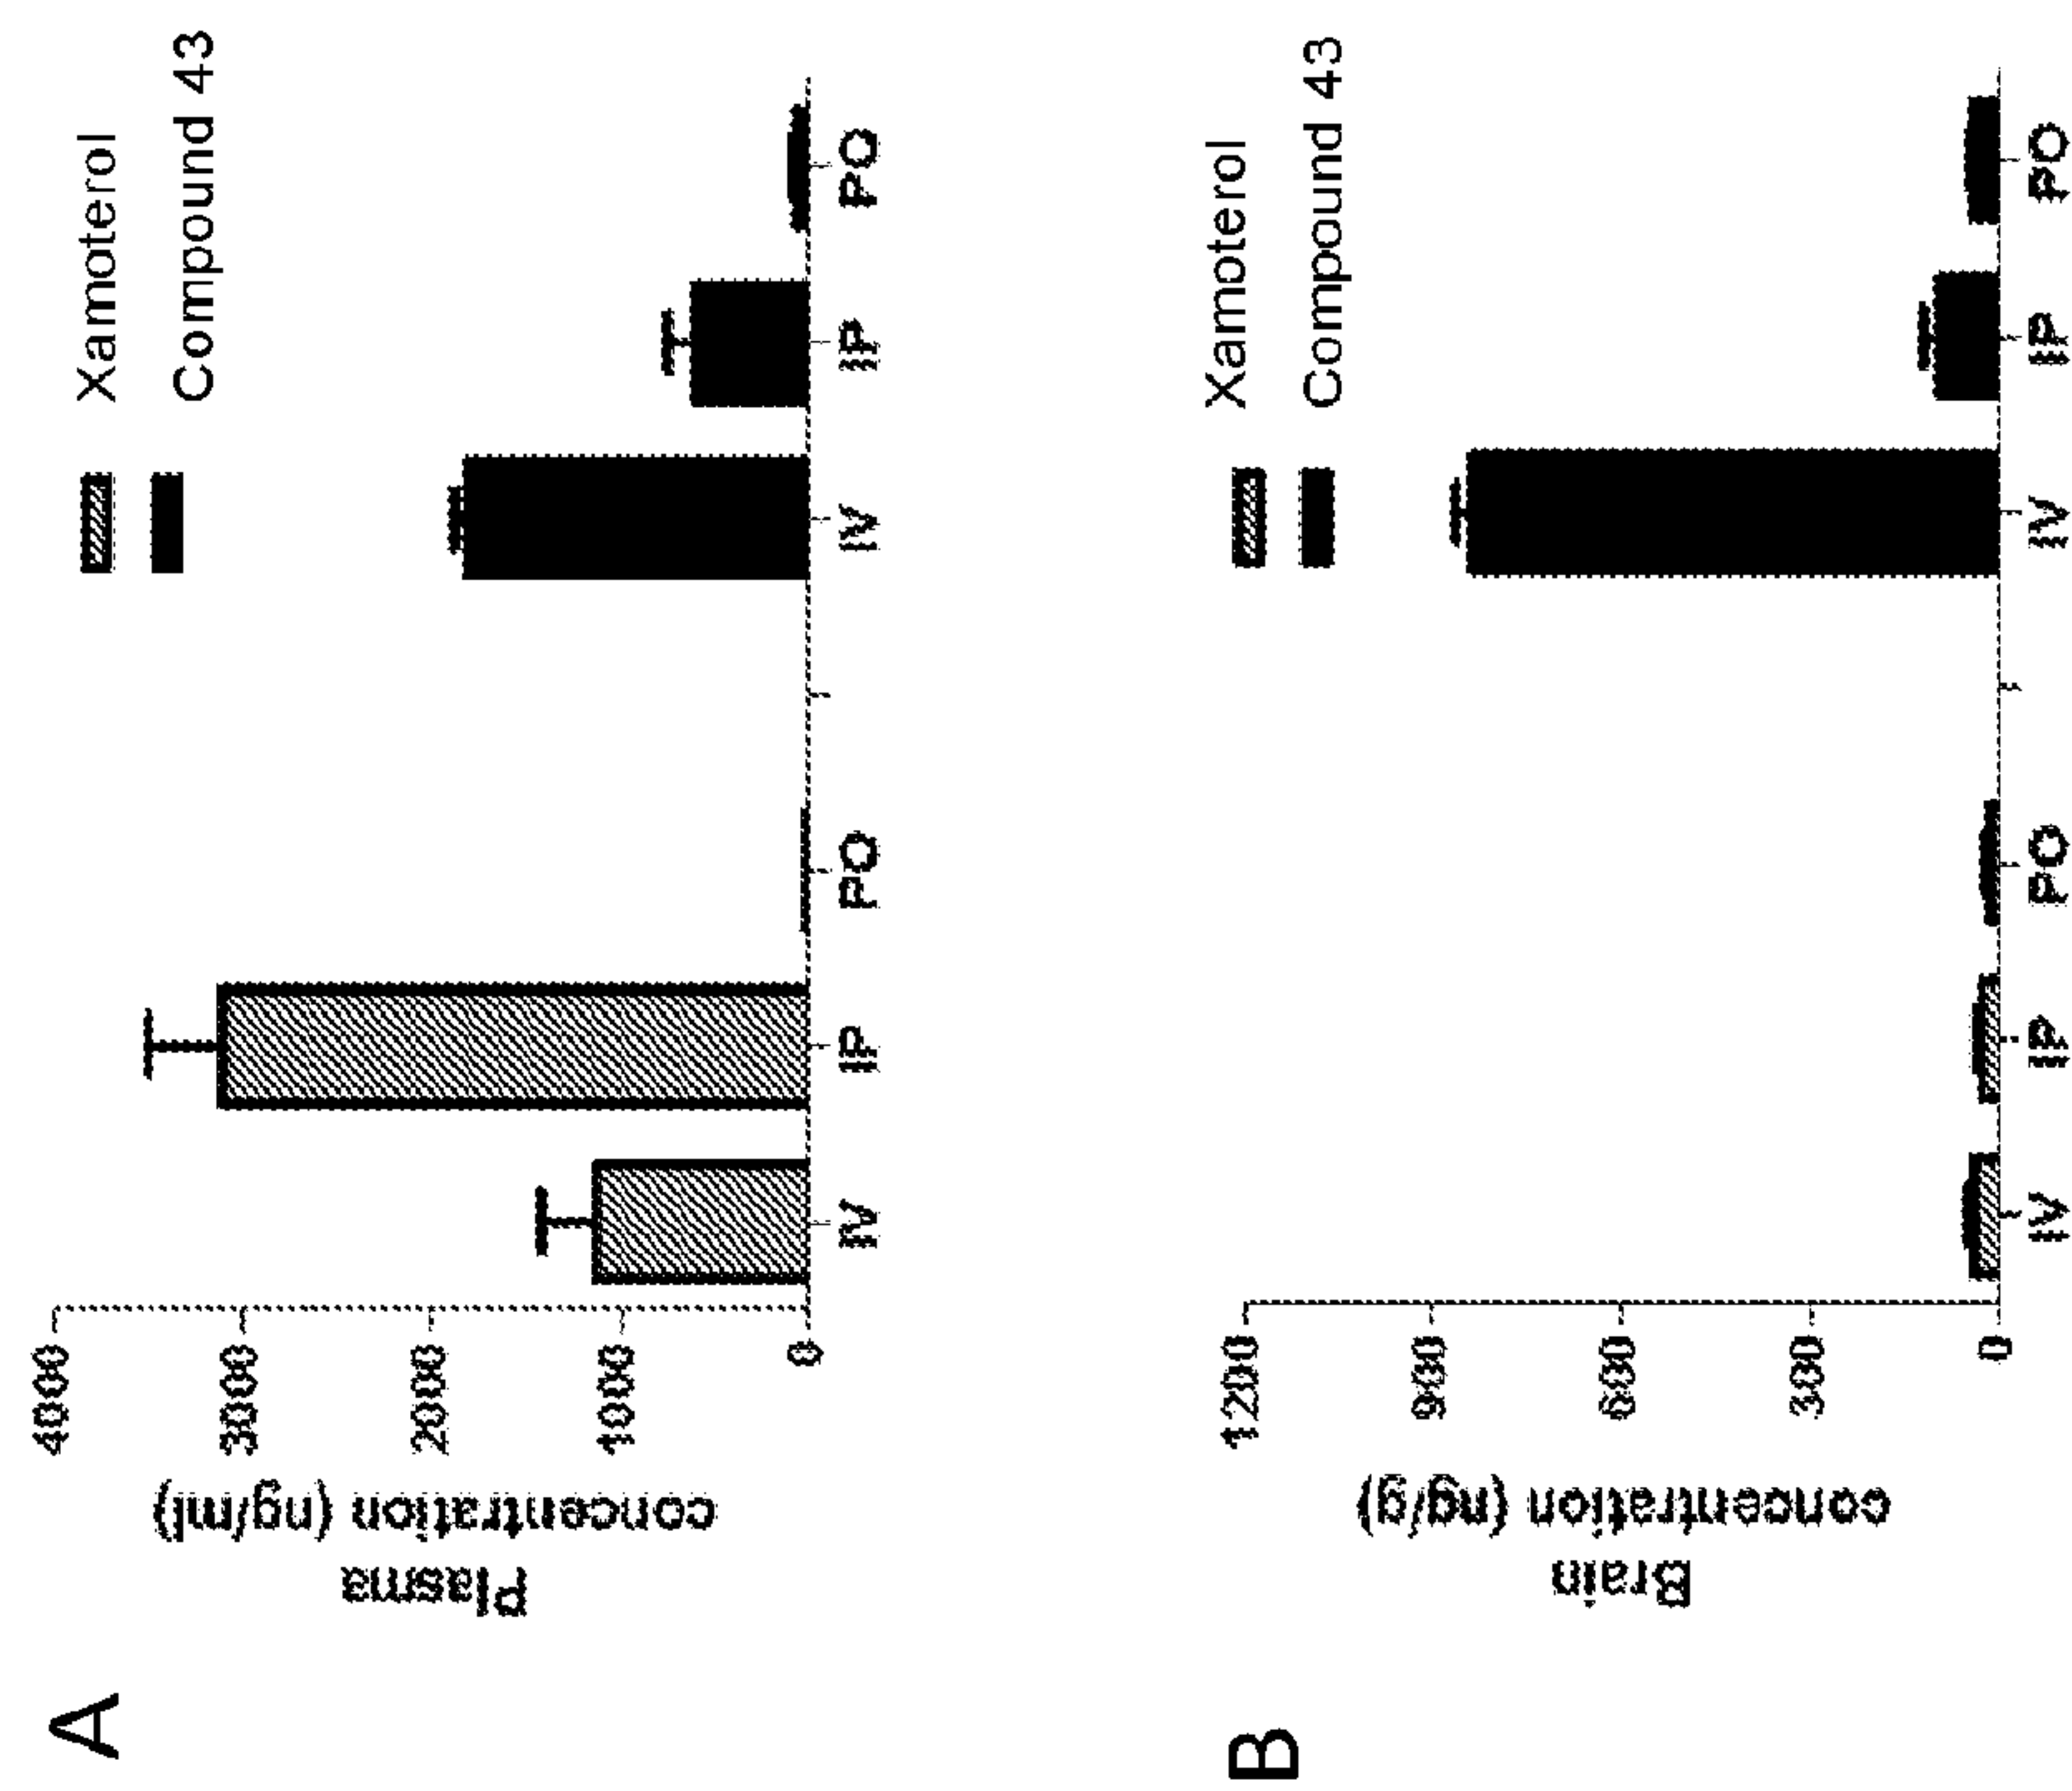 A
Plasma
concentration (ng/ml)
4000
3000
2000
1000
0
Xamoterol
Compound 43
IV
IP
PO
IV
IP
PO
B
Brain
concentration (ng/g)
1200
900
600
300
0
Xamoterol
Compound 43
IV
IP
PO
IV
IP
PO